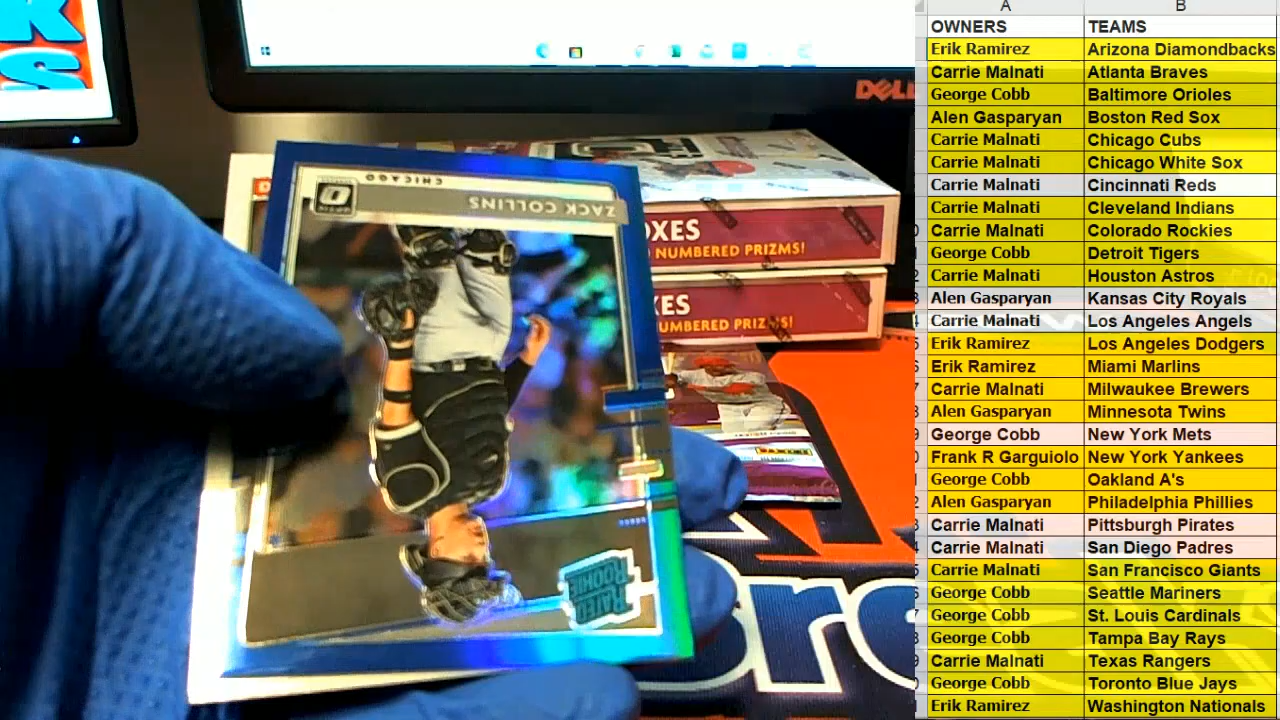 KS
DELL
CHICAGO
ZACK COLLINS
OPTIC
RATED
ROOKIE
OXES
NUMBERED PRIZMS!
XES
UMBERED PRIZMS!
PANINI
A B
OWNERS TEAMS
Erik Ramirez Arizona Diamondbacks
Carrie Malnati Atlanta Braves
George Cobb Baltimore Orioles
Alen Gasparyan Boston Red Sox
Carrie Malnati Chicago Cubs
Carrie Malnati Chicago White Sox
Carrie Malnati Cincinnati Reds
Carrie Malnati Cleveland Indians
Carrie Malnati Colorado Rockies
George Cobb Detroit Tigers
Carrie Malnati Houston Astros
Alen Gasparyan Kansas City Royals
Carrie Malnati Los Angeles Angels
Erik Ramirez Los Angeles Dodgers
Erik Ramirez Miami Marlins
Carrie Malnati Milwaukee Brewers
Alen Gasparyan Minnesota Twins
George Cobb New York Mets
Frank R Garguiolo New York Yankees
George Cobb Oakland A's
Alen Gasparyan Philadelphia Phillies
Carrie Malnati Pittsburgh Pirates
Carrie Malnati San Diego Padres
Carrie Malnati San Francisco Giants
George Cobb Seattle Mariners
George Cobb St. Louis Cardinals
George Cobb Tampa Bay Rays
Carrie Malnati Texas Rangers
George Cobb Toronto Blue Jays
Erik Ramirez Washington Nationals